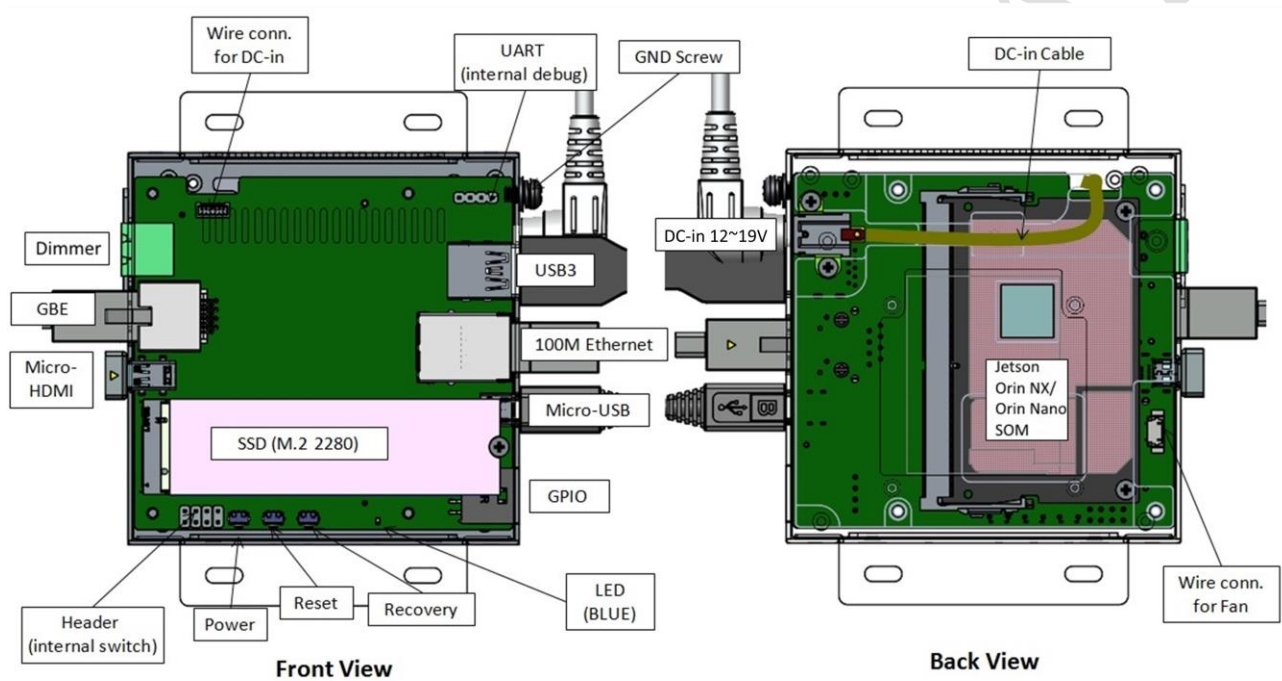 Wire conn.
for DC-in
UART
(internal debug)
GND Screw
DC-in Cable
Dimmer
USB3
DC-in 12~19V
GBE
100M Ethernet
Micro-
HDMI
Micro-USB
Jetson
Orin NX/
Orin Nano
SOM
SSD (M.2 2280)
GPIO
Header
(internal switch)
Power
Reset
Recovery
LED
(BLUE)
Wire conn.
for Fan
Front View
Back View